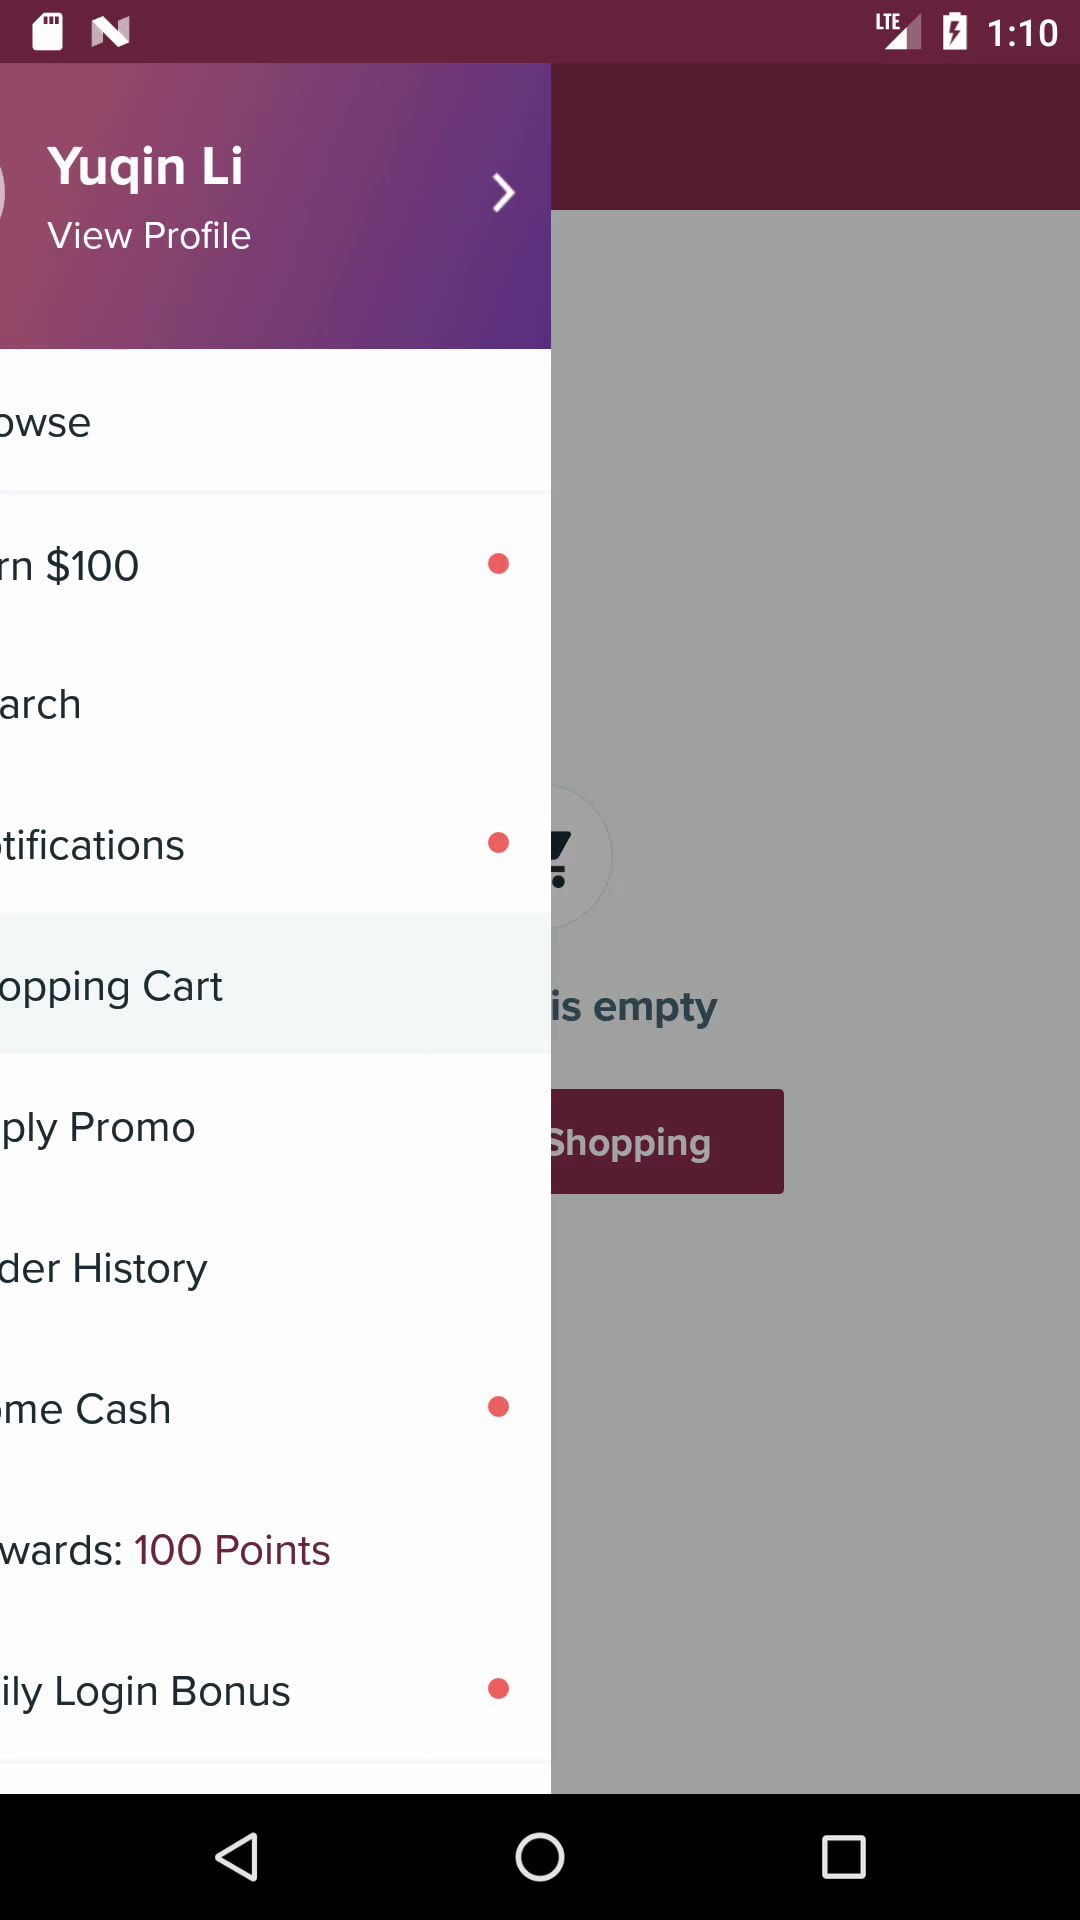 LTE 1:10
Yuqin Li
View Profile
owse
rn $100
arch
tifications
opping Cart
is empty
ply Promo
Shopping
der History
me Cash
wards: 100 Points
ily Login Bonus